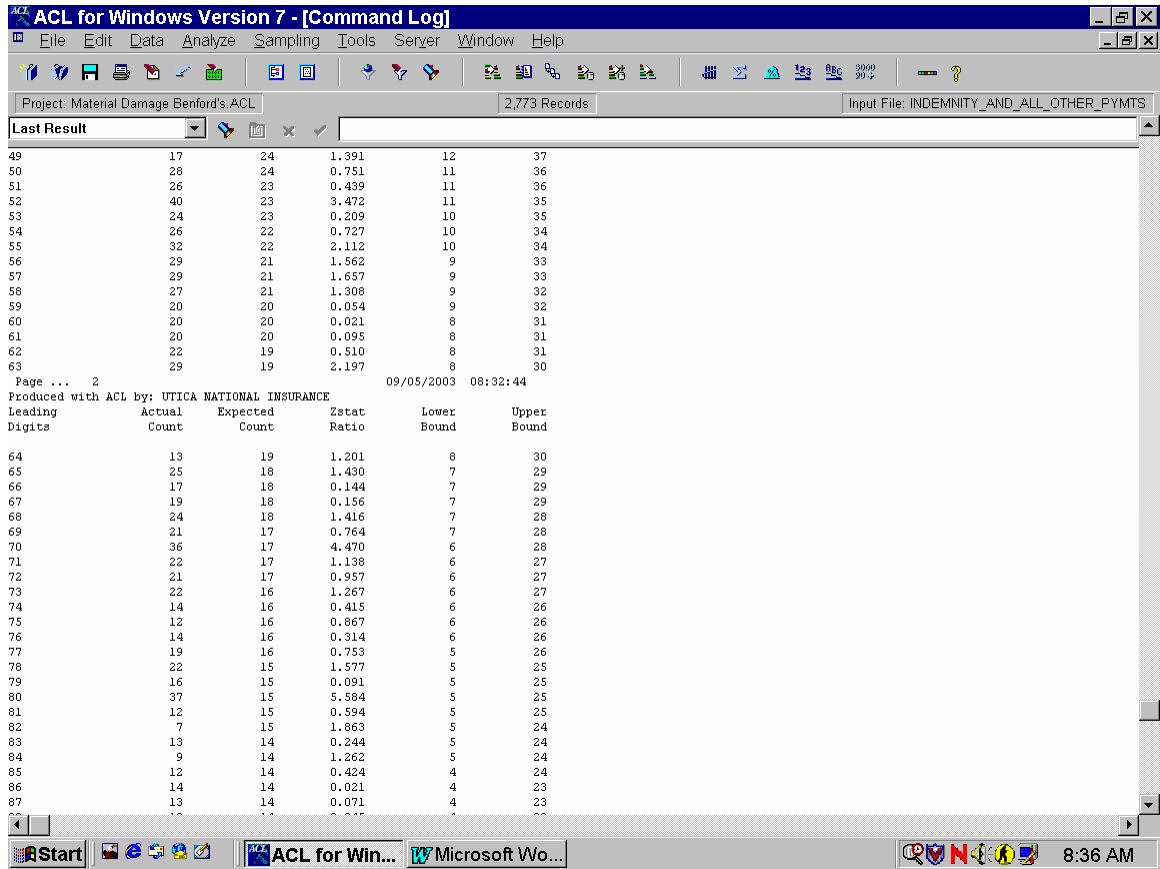 ACL for Windows Version 7 - [Command Log]
File Edit Data Analyze Sampling Tools Server Window Help
Project: Material Damage Benford's.ACL 2,773 Records Input File: INDEMNITY_AND_ALL_OTHER_PYMTS
Last Result
49 17 24 1.391 12 37
50 28 24 0.751 11 36
51 26 23 0.439 11 36
52 40 23 3.472 11 35
53 24 23 0.209 10 35
54 26 22 0.727 10 34
55 32 22 2.112 10 34
56 29 21 1.562 9 33
57 29 21 1.657 9 33
58 27 21 1.308 9 32
59 20 20 0.054 9 32
60 20 20 0.021 8 31
61 20 20 0.095 8 31
62 22 19 0.510 8 31
63 29 19 2.197 8 30
Page ... 2 09/05/2003 08:32:44
Produced with ACL by: UTICA NATIONAL INSURANCE
Leading Actual Expected Zstat Lower Upper
Digits Count Count Ratio Bound Bound
64 13 19 1.201 8 30
65 25 18 1.430 7 29
66 17 18 0.144 7 29
67 19 18 0.156 7 29
68 24 18 1.416 7 28
69 21 17 0.764 7 28
70 36 17 4.470 6 28
71 22 17 1.138 6 27
72 21 17 0.957 6 27
73 22 16 1.267 6 27
74 14 16 0.415 6 26
75 12 16 0.867 6 26
76 14 16 0.314 6 26
77 19 16 0.753 5 26
78 22 15 1.577 5 25
79 16 15 0.091 5 25
80 37 15 5.584 5 25
81 12 15 0.594 5 25
82 7 15 1.863 5 24
83 13 14 0.244 5 24
84 9 14 1.262 5 24
85 12 14 0.424 4 24
86 14 14 0.021 4 23
87 13 14 0.071 4 23
Start ACL for Win... Microsoft Wo... 8:36 AM